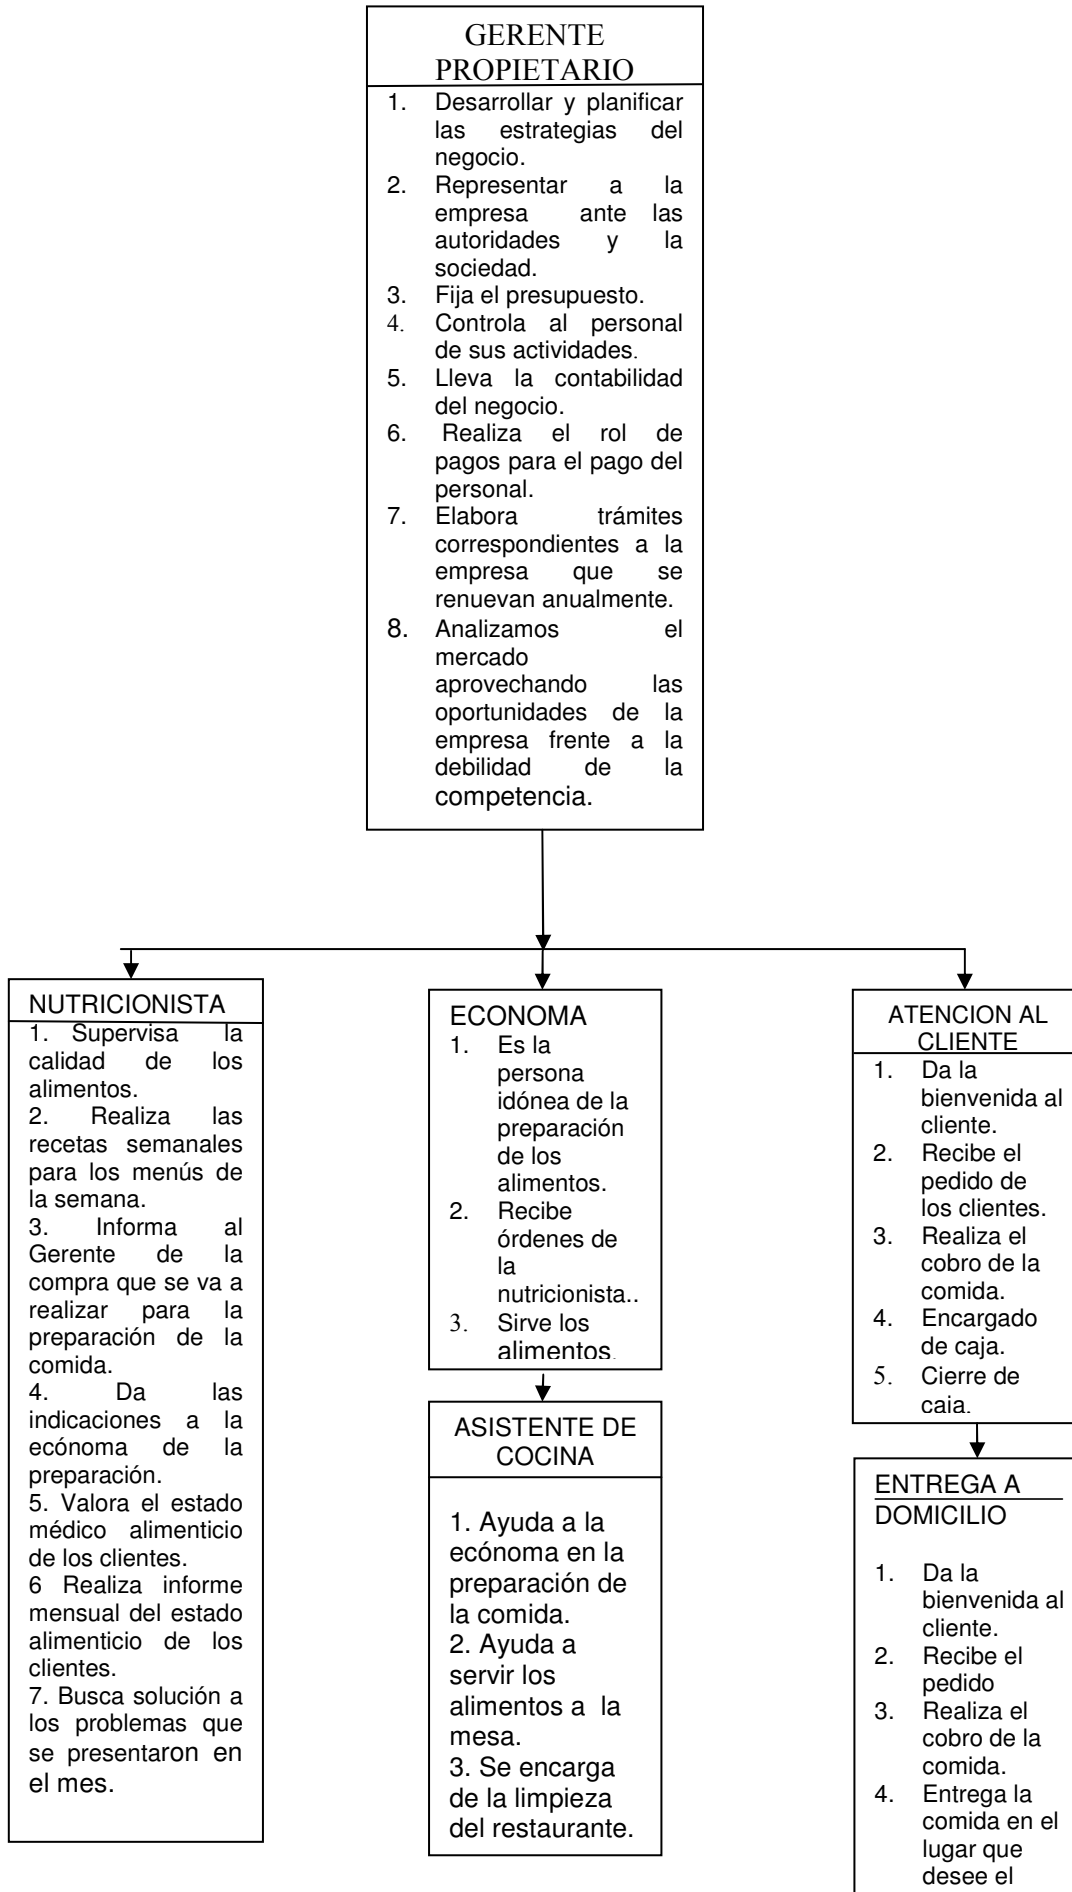 GERENTE
PROPIETARIO
1. Desarrollar y planificar
las estrategias del
negocio.
2. Representar a la
empresa ante las
autoridades y la
sociedad.
3. Fija el presupuesto.
4. Controla al personal
de sus actividades.
5. Lleva la contabilidad
del negocio.
6. Realiza el rol de
pagos para el pago del
personal.
7. Elabora trámites
correspondientes a la
empresa que se
renuevan anualmente.
8. Analizamos el
mercado
aprovechando las
oportunidades de la
empresa frente a la
debilidad de la
competencia.
NUTRICIONISTA
1. Supervisa la
calidad de los
alimentos.
2. Realiza las
recetas semanales
para los menús de
la semana.
3. Informa al
Gerente de la
compra que se va a
realizar para la
preparación de la
comida.
4. Da las
indicaciones a la
ecónoma de la
preparación.
5. Valora el estado
médico alimenticio
de los clientes.
6 Realiza informe
mensual del estado
alimenticio de los
clientes.
7. Busca solución a
los problemas que
se presentaron en
el mes.
ECONOMA
1. Es la
persona
idónea de la
preparación
de los
alimentos.
2. Recibe
órdenes de
la
nutricionista..
3. Sirve los
alimentos.
ASISTENTE DE
COCINA
1. Ayuda a la
ecónoma en la
preparación de
la comida.
2. Ayuda a
servir los
alimentos a la
mesa.
3. Se encarga
de la limpieza
del restaurante.
ATENCION AL
CLIENTE
1. Da la
bienvenida al
cliente.
2. Recibe el
pedido de
los clientes.
3. Realiza el
cobro de la
comida.
4. Encargado
de caja.
5. Cierre de
caja.
ENTREGA A
DOMICILIO
1. Da la
bienvenida al
cliente.
2. Recibe el
pedido
3. Realiza el
cobro de la
comida.
4. Entrega la
comida en el
lugar que
desee el